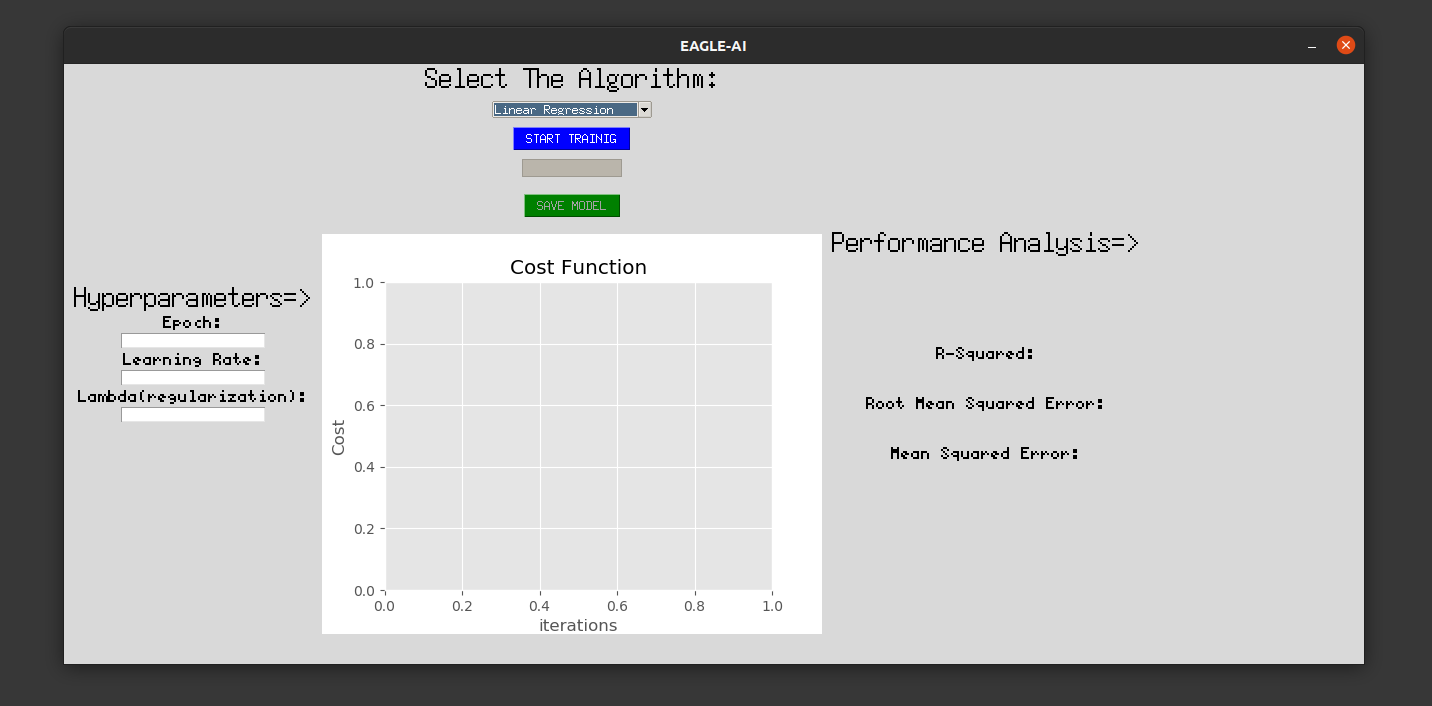 EAGLE-AI
Select The Algorithm:
Linear Regression
START TRAINIG
SAVE MODEL
Hyperparameters=>
Epoch:
Learning Rate:
Lambda(regularization):
Cost Function
1.0
0.8
0.6
0.4
0.2
0.0
Cost
0.0 0.2 0.4 0.6 0.8 1.0
iterations
Performance Analysis=>
R-Squared:
Root Mean Squared Error:
Mean Squared Error: